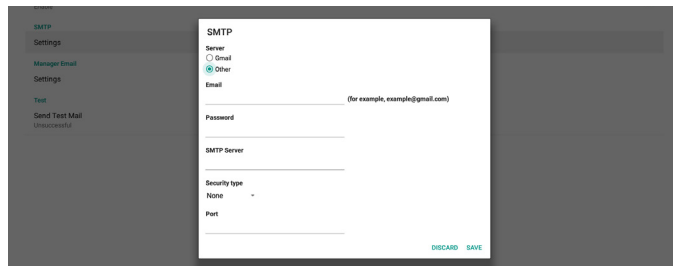 SMTP
Settings
Manager Email
Settings
Test
Send Test Mail
Unsuccessful
SMTP
Server
Gmail
Other
Email
(for example, example@gmail.com)
Password
SMTP Server
Security type
None
Port
DISCARD SAVE